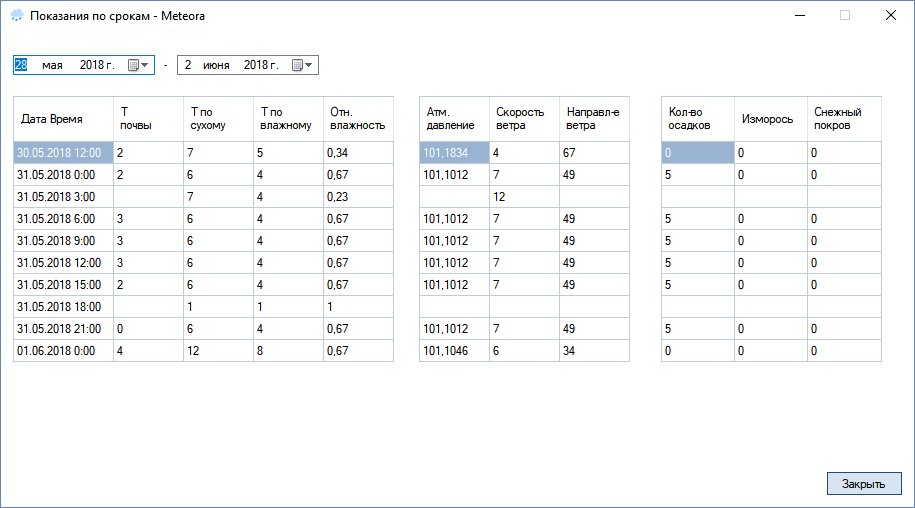 Показания по срокам - Meteora
28 мая 2018 г. - 2 июня 2018 г.
Дата Время Т почвы Т по сухому Т по влажному Отн. влажность Атм. давление Скорость ветра Направл-е ветра Кол-во осадков Изморось Снежный покров
30.05.2018 12:00 2 7 5 0,34 101,1834 4 67 0 0 0
31.05.2018 0:00 2 6 4 0,67 101,1012 7 49 5 0 0
31.05.2018 3:00 7 4 0,23 12
31.05.2018 6:00 3 6 4 0,67 101,1012 7 49 5 0 0
31.05.2018 9:00 3 6 4 0,67 101,1012 7 49 5 0 0
31.05.2018 12:00 3 6 4 0,67 101,1012 7 49 5 0 0
31.05.2018 15:00 2 6 4 0,67 101,1012 7 49 5 0 0
31.05.2018 18:00 1 1 1
31.05.2018 21:00 0 6 4 0,67 101,1012 7 49 5 0 0
01.06.2018 0:00 4 12 8 0,67 101,1046 6 34 0 0 0
Закрыть